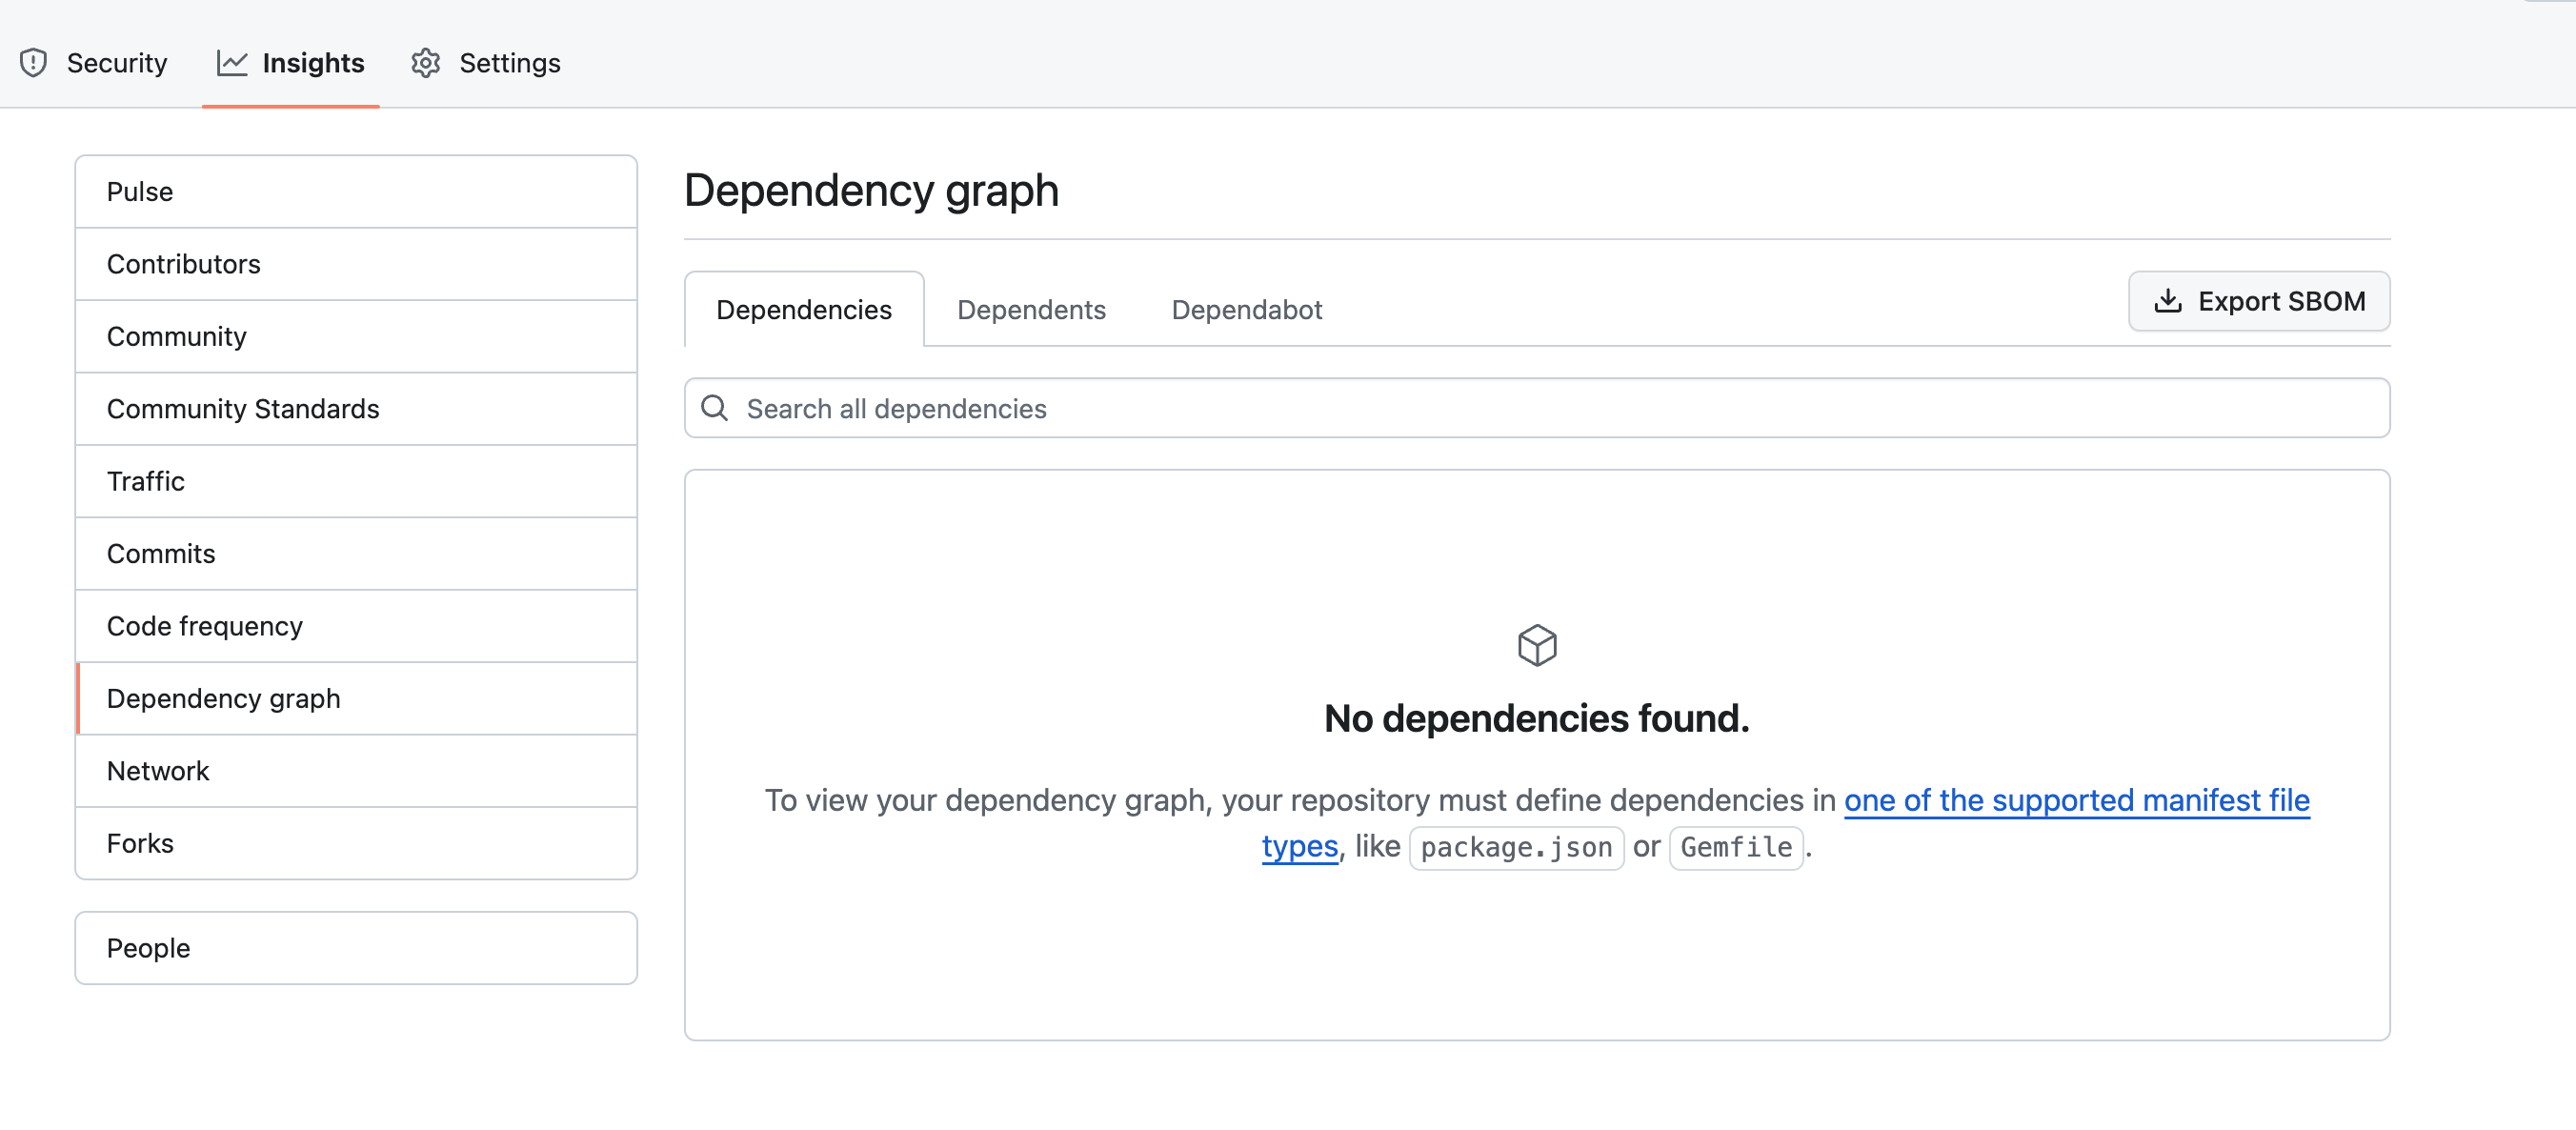 Security Insights Settings
Pulse
Contributors
Community
Community Standards
Traffic
Commits
Code frequency
Dependency graph
Network
Forks
People
Dependency graph
Dependencies Dependents Dependabot Export SBOM
Search all dependencies
No dependencies found.
To view your dependency graph, your repository must define dependencies in one of the supported manifest file
types, like package.json or Gemfile.